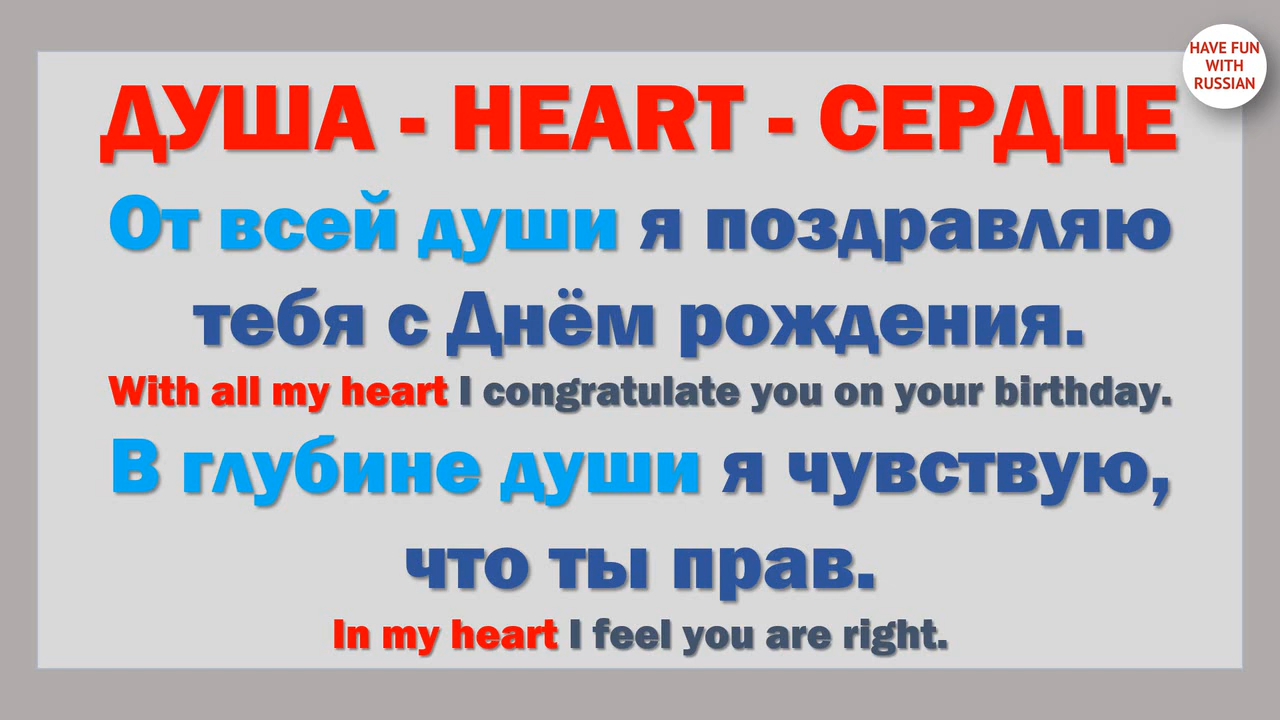 HAVE FUN
WITH
RUSSIAN
ДУША - HEART - СЕРДЦЕ
От всей души я поздравляю
тебя с Днём рождения.
With all my heart I congratulate you on your birthday.
В глубине души я чувствую,
что ты прав.
In my heart I feel you are right.